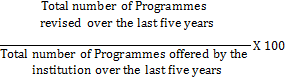 Total number of Programmes
revised over the last five years
X 100
Total number of Programmes offered by the
institution over the last five years